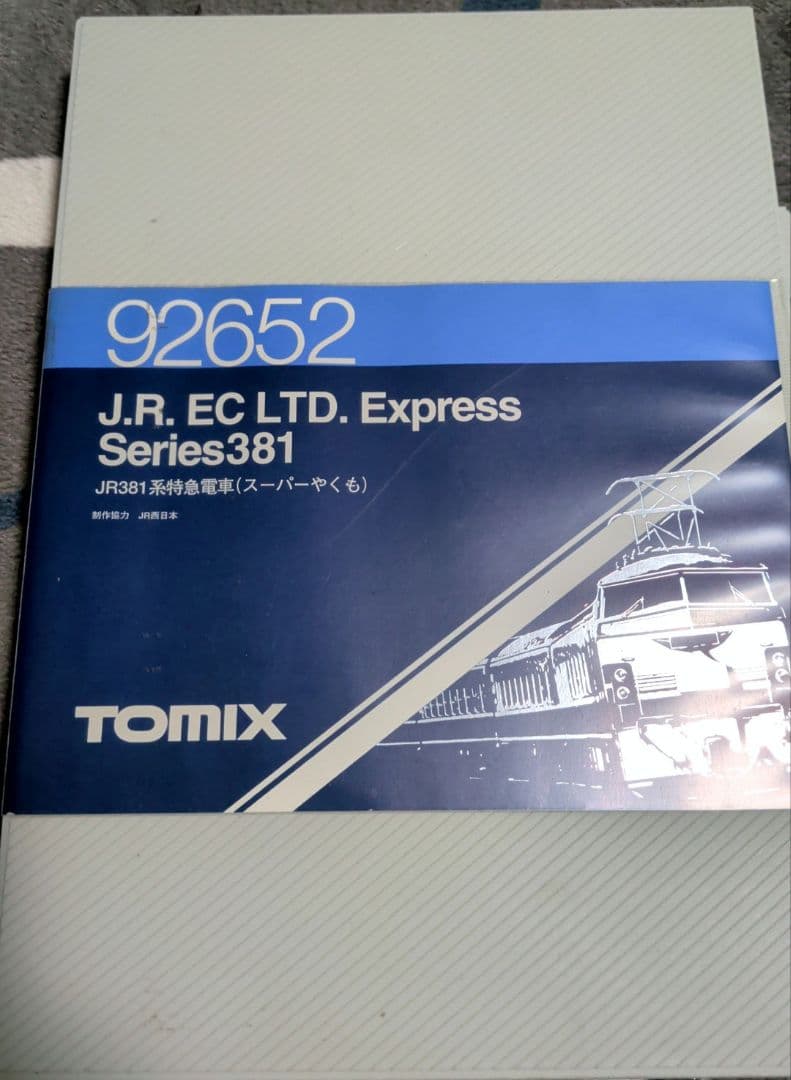 92652
J.R. EC LTD. Express
Series381
JR381系特急電車(スーパーやくも)
制作協力 JR西日本
TOMIX